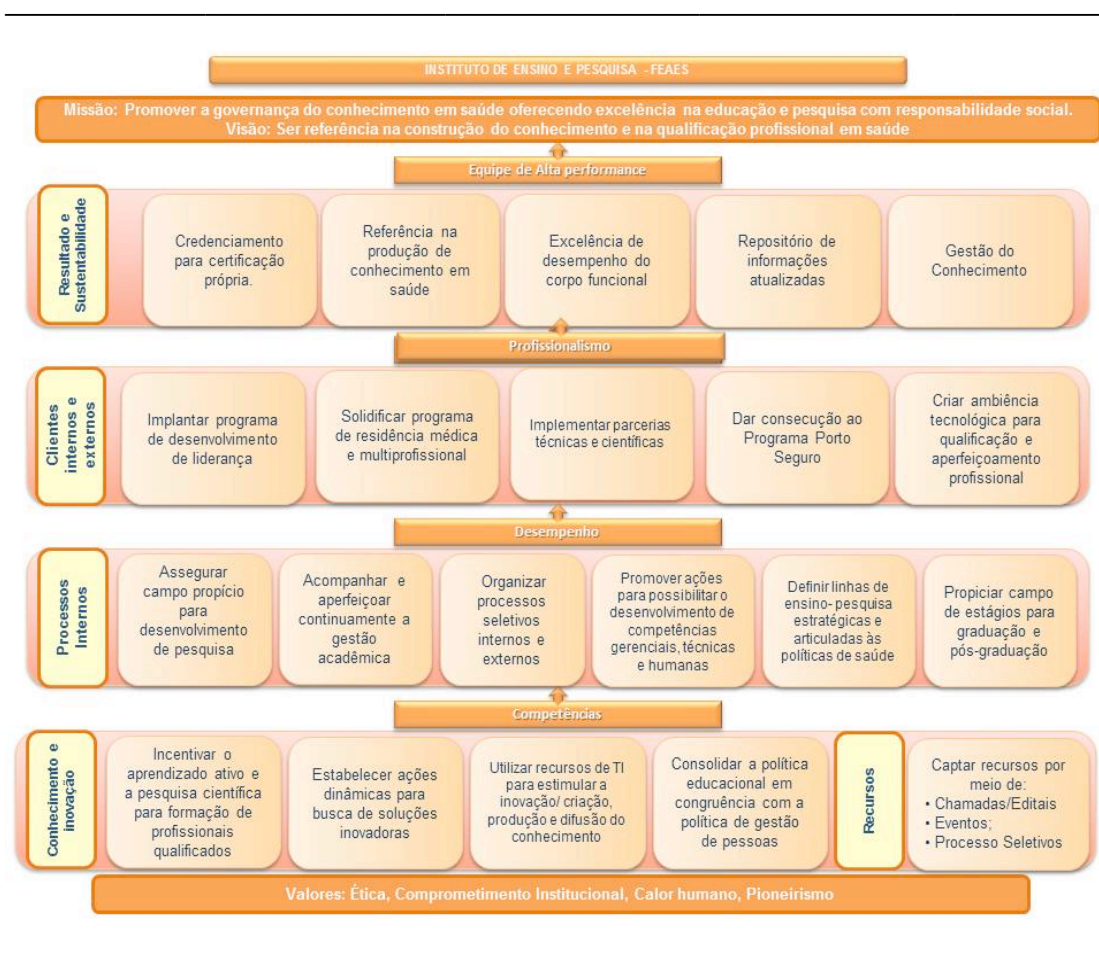 INSTITUTO DE ENSINO E PESQUISA - FEAES
Missão: Promover a governança do conhecimento em saúde oferecendo excelência na educação e pesquisa com responsabilidade social.
Visão: Ser referência na construção do conhecimento e na qualificação profissional em saúde
Equipe de Alta performance
Resultado e
Sustentabilidade
Credenciamento
para certificação
própria.
Referência na
produção de
conhecimento em
saúde
Excelência de
desempenho do
corpo funcional
Repositório de
informações
atualizadas
Gestão do
Conhecimento
Profissionalismo
Clientes
internos e
externos
Implantar programa
de desenvolvimento
de liderança
Solidificar programa
de residência médica
e multiprofissional
Implementar parcerias
técnicas e científicas
Dar consecução ao
Programa Porto
Seguro
Criar ambiência
tecnológica para
qualificação e
aperfeiçoamento
profissional
Desempenho
Processos
Internos
Assegurar
campo propício
para
desenvolvimento
de pesquisa
Acompanhar e
aperfeiçoar
continuamente a
gestão
acadêmica
Organizar
processos
seletivos
internos e
externos
Promover ações
para possibilitar o
desenvolvimento de
competências
gerenciais, técnicas
e humanas
Definir linhas de
ensino- pesquisa
estratégicas e
articuladas às
políticas de saúde
Propiciar campo
de estágios para
graduação e
pós-graduação
Competências
Conhecimento e
inovação
Incentivar o
aprendizado ativo e
a pesquisa científica
para formação de
profissionais
qualificados
Estabelecer ações
dinâmicas para
busca de soluções
inovadoras
Utilizar recursos de TI
para estimular a
inovação/ criação,
produção e difusão do
conhecimento
Consolidar a política
educacional em
congruência com a
política de gestão
de pessoas
Recursos
Captar recursos por
meio de:
• Chamadas/Editais
• Eventos;
• Processo Seletivos
Valores: Ética, Comprometimento Institucional, Calor humano, Pioneirismo